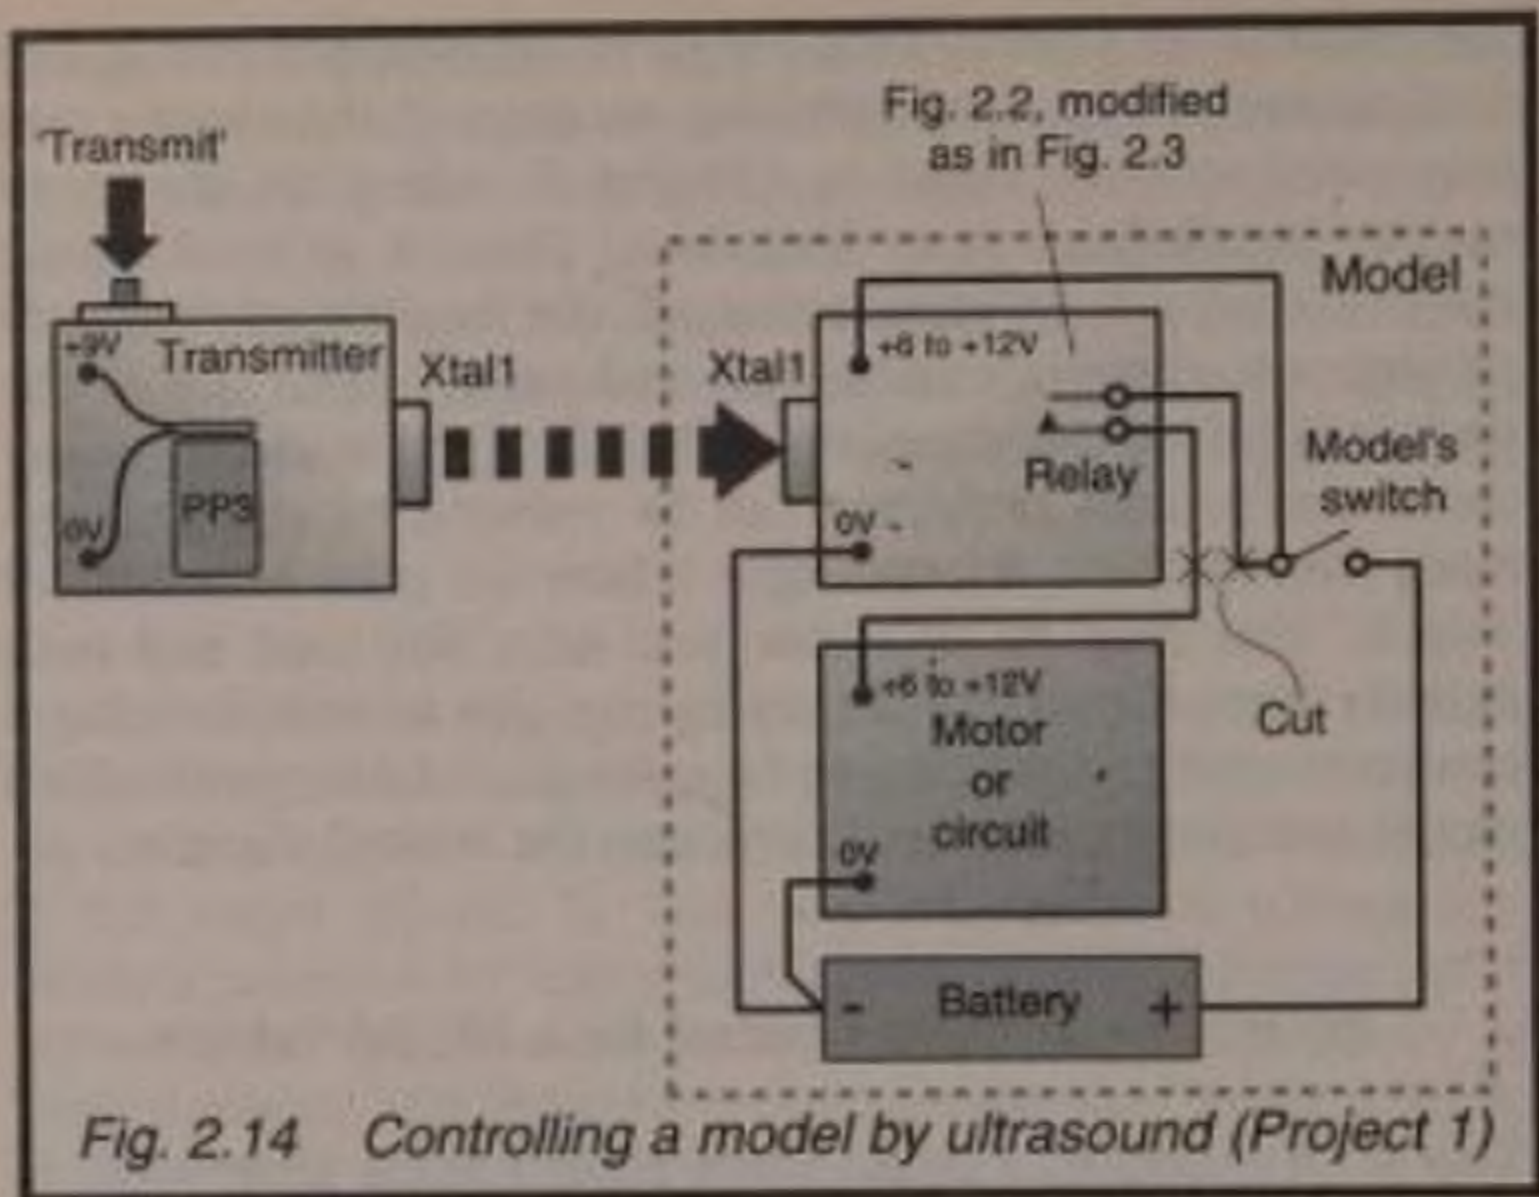 Fig. 2.2, modified
as in Fig. 2.3
'Transmit'
Model
+9V
Transmitter
Xtal1
Xtal1
+6 to +12V
Relay
Model's
switch
PP3
0V
0V
Cut
+6 to +12V
Motor
or
circuit
0V
- Battery +
Fig. 2.14 Controlling a model by ultrasound (Project 1)